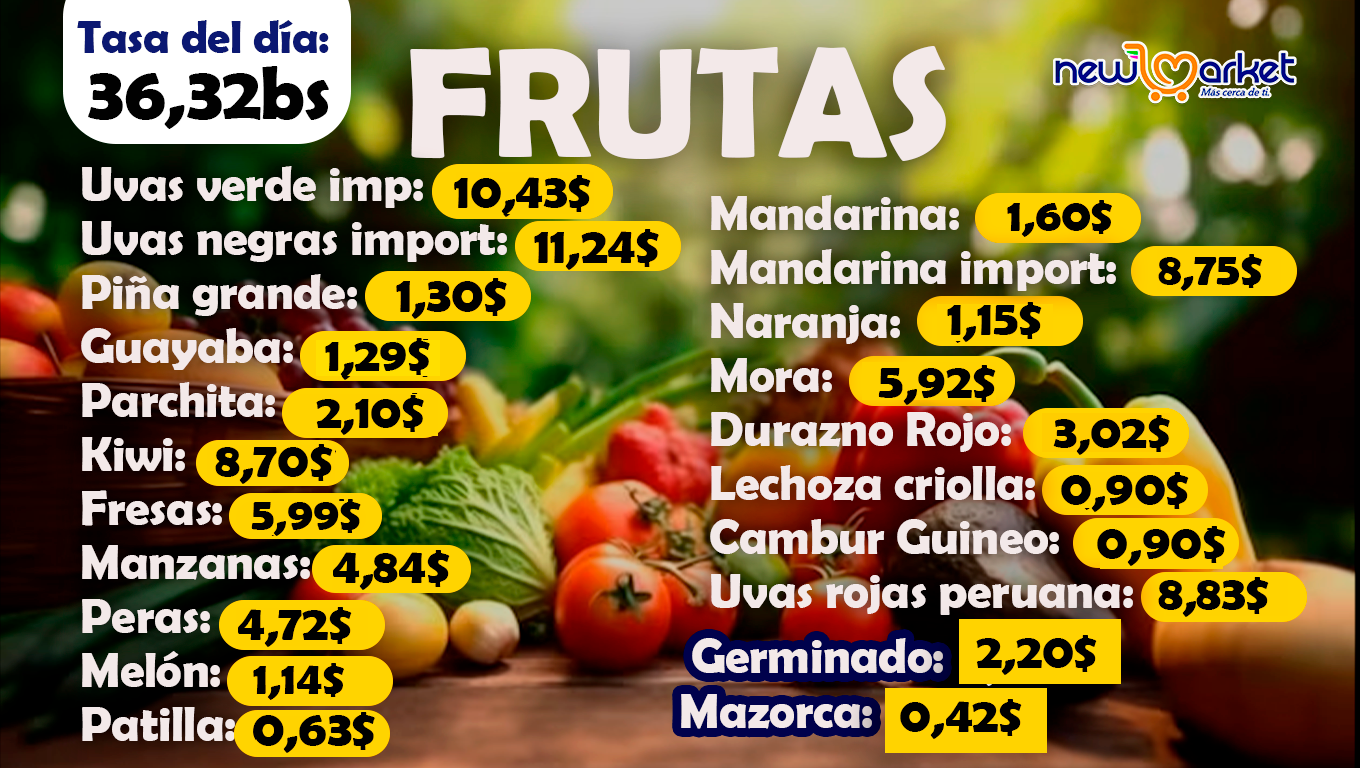 Tasa del día:
36,32bs
FRUTAS
new market
Más cerca de ti.
Uvas verde imp: 10,43$
Uvas negras import: 11,24$
Piña grande: 1,30$
Guayaba: 1,29$
Parchita: 2,10$
Kiwi: 8,70$
Fresas: 5,99$
Manzanas: 4,84$
Peras: 4,72$
Melón: 1,14$
Patilla: 0,63$
Mandarina: 1,60$
Mandarina import: 8,75$
Naranja: 1,15$
Mora: 5,92$
Durazno Rojo: 3,02$
Lechoza criolla: 0,90$
Cambur Guineo: 0,90$
Uvas rojas peruana: 8,83$
Germinado: 2,20$
Mazorca: 0,42$